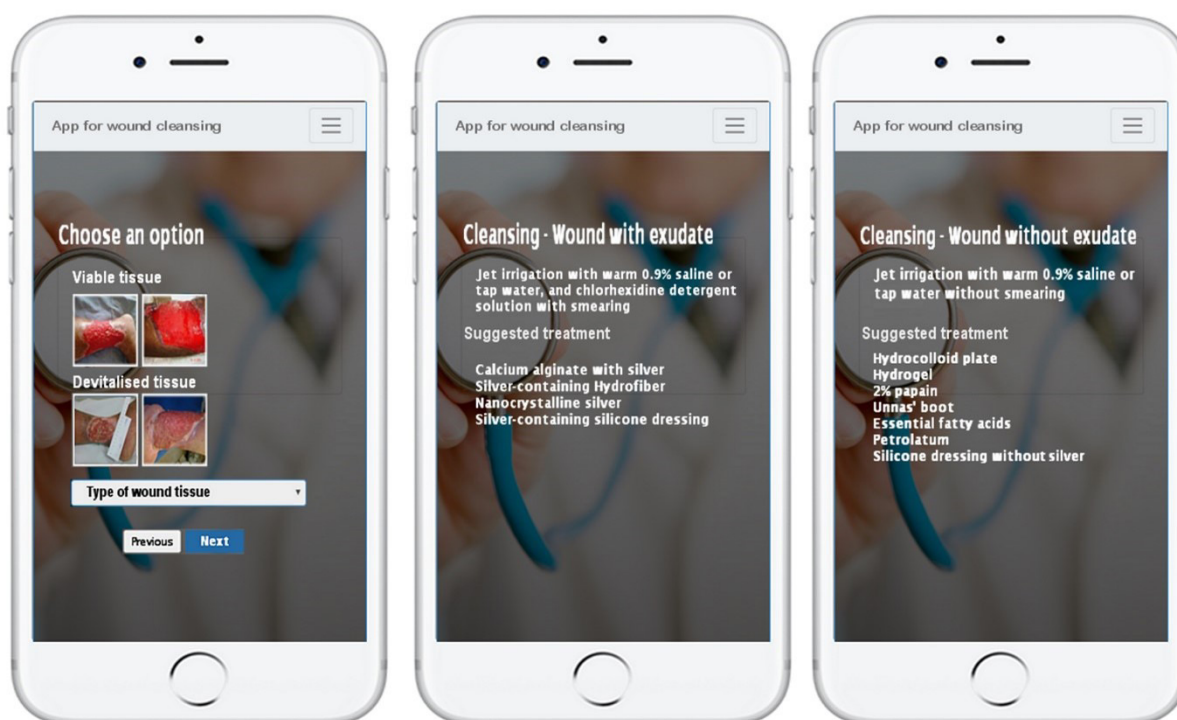 App for wound cleansing
Choose an option
Viable tissue
Devitalised tissue
Type of wound tissue
Previous Next
App for wound cleansing
Cleansing - Wound with exudate
Jet irrigation with warm 0.9% saline or
tap water, and chlorhexidine detergent
solution with smearing
Suggested treatment
Calcium alginate with silver
Silver-containing Hydrofiber
Nanocrystalline silver
Silver-containing silicone dressing
App for wound cleansing
Cleansing - Wound without exudate
Jet irrigation with warm 0.9% saline or
tap water without smearing
Suggested treatment
Hydrocolloid plate
Hydrogel
2% papain
Unnas' boot
Essential fatty acids
Petrolatum
Silicone dressing without silver